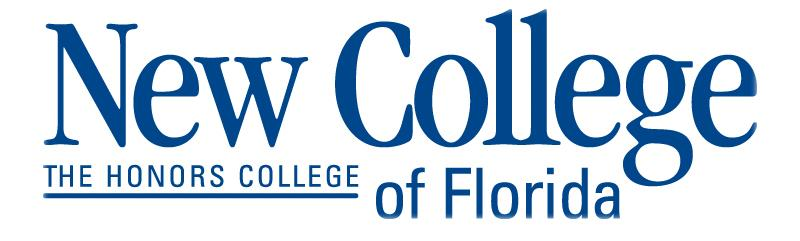 New College
THE HONORS COLLEGE
of Florida